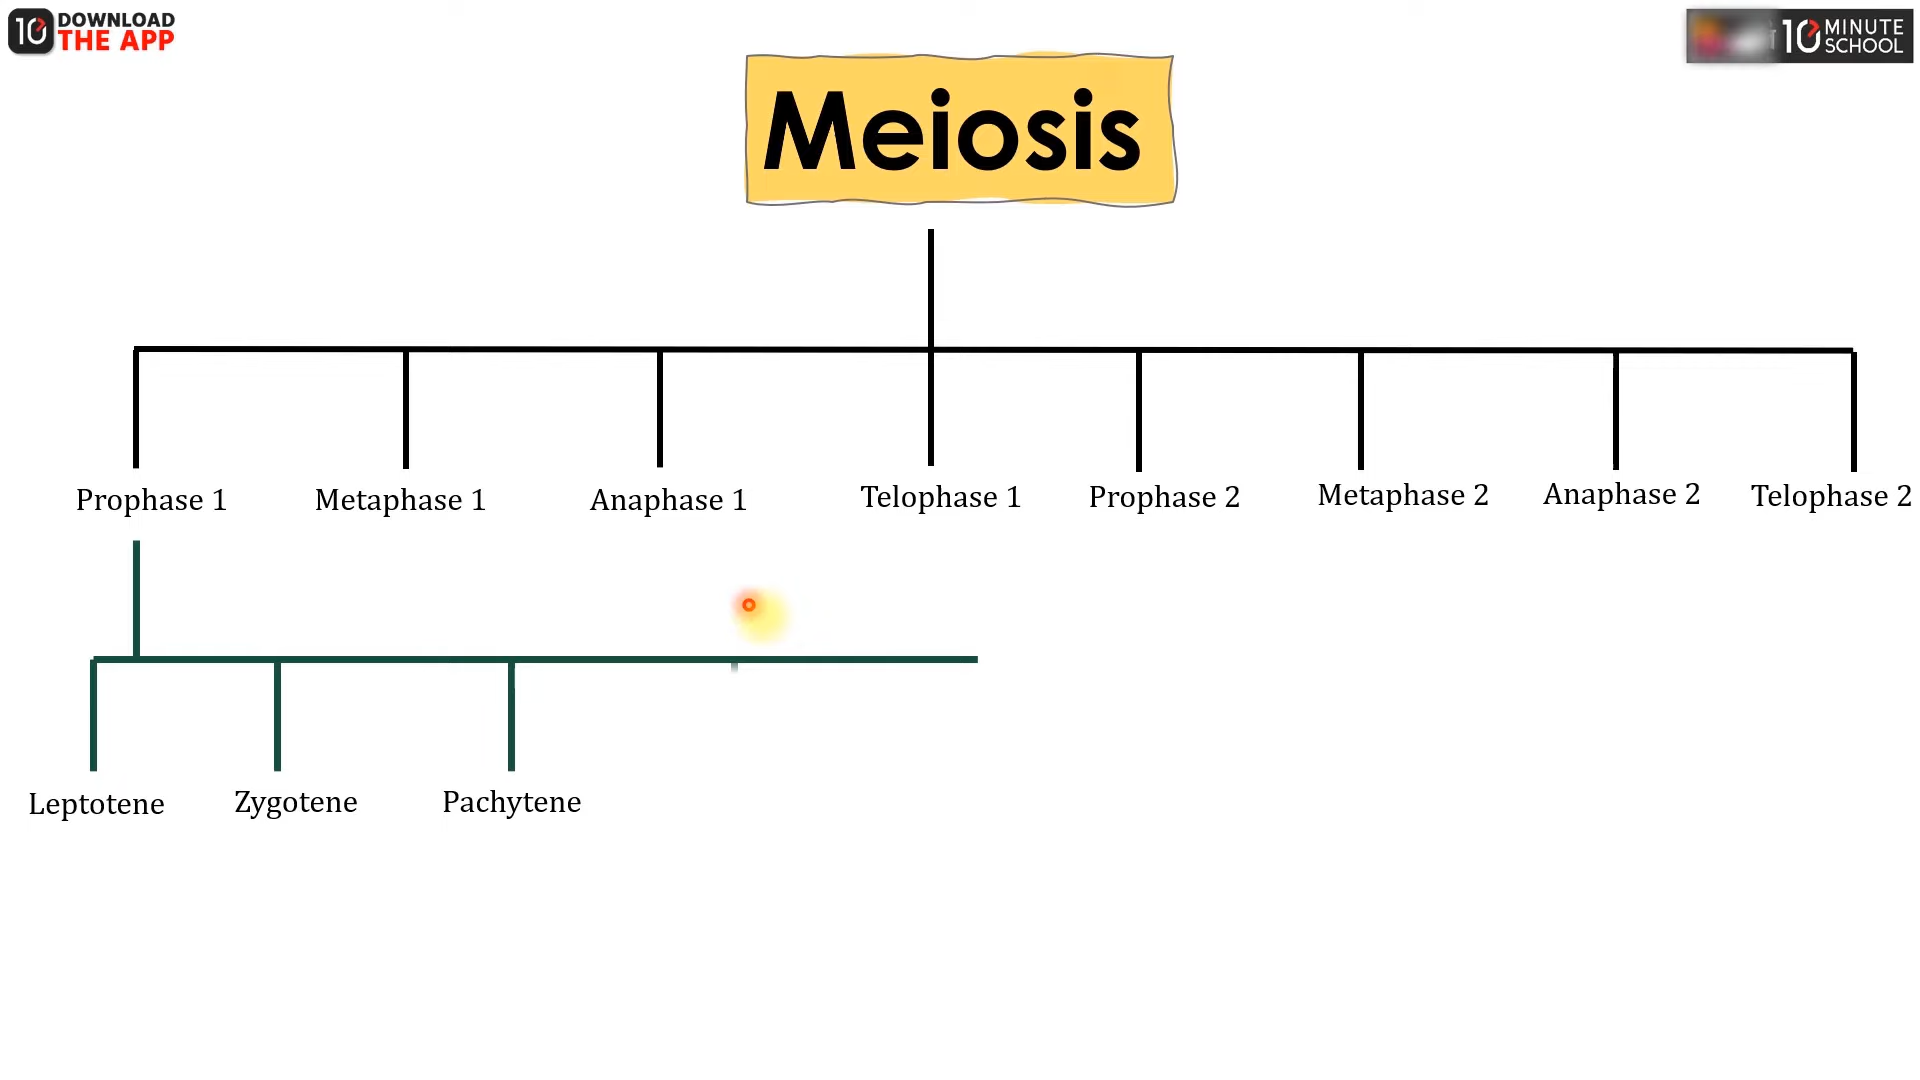 10 DOWNLOAD
THE APP
10 MINUTE
SCHOOL
Meiosis
Prophase 1
Metaphase 1
Anaphase 1
Telophase 1
Prophase 2
Metaphase 2
Anaphase 2
Telophase 2
Leptotene
Zygotene
Pachytene